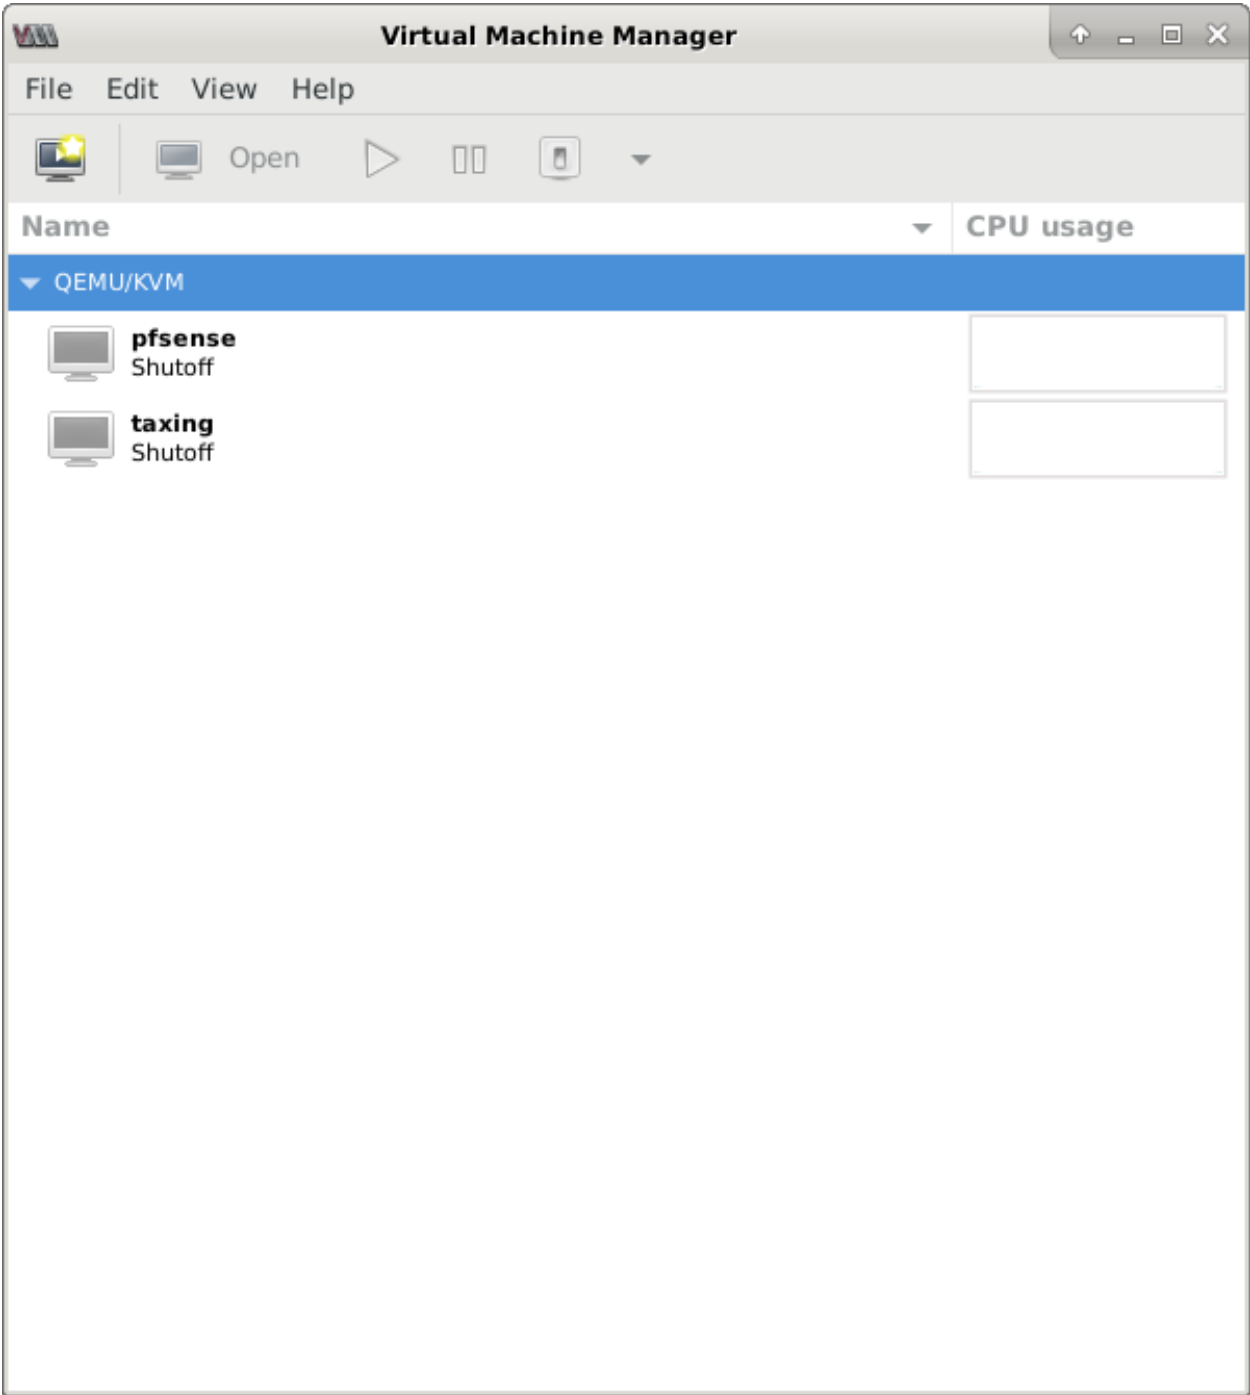 Virtual Machine Manager
File Edit View Help
Open
Name CPU usage
QEMU/KVM
pfsense
Shutoff
taxing
Shutoff